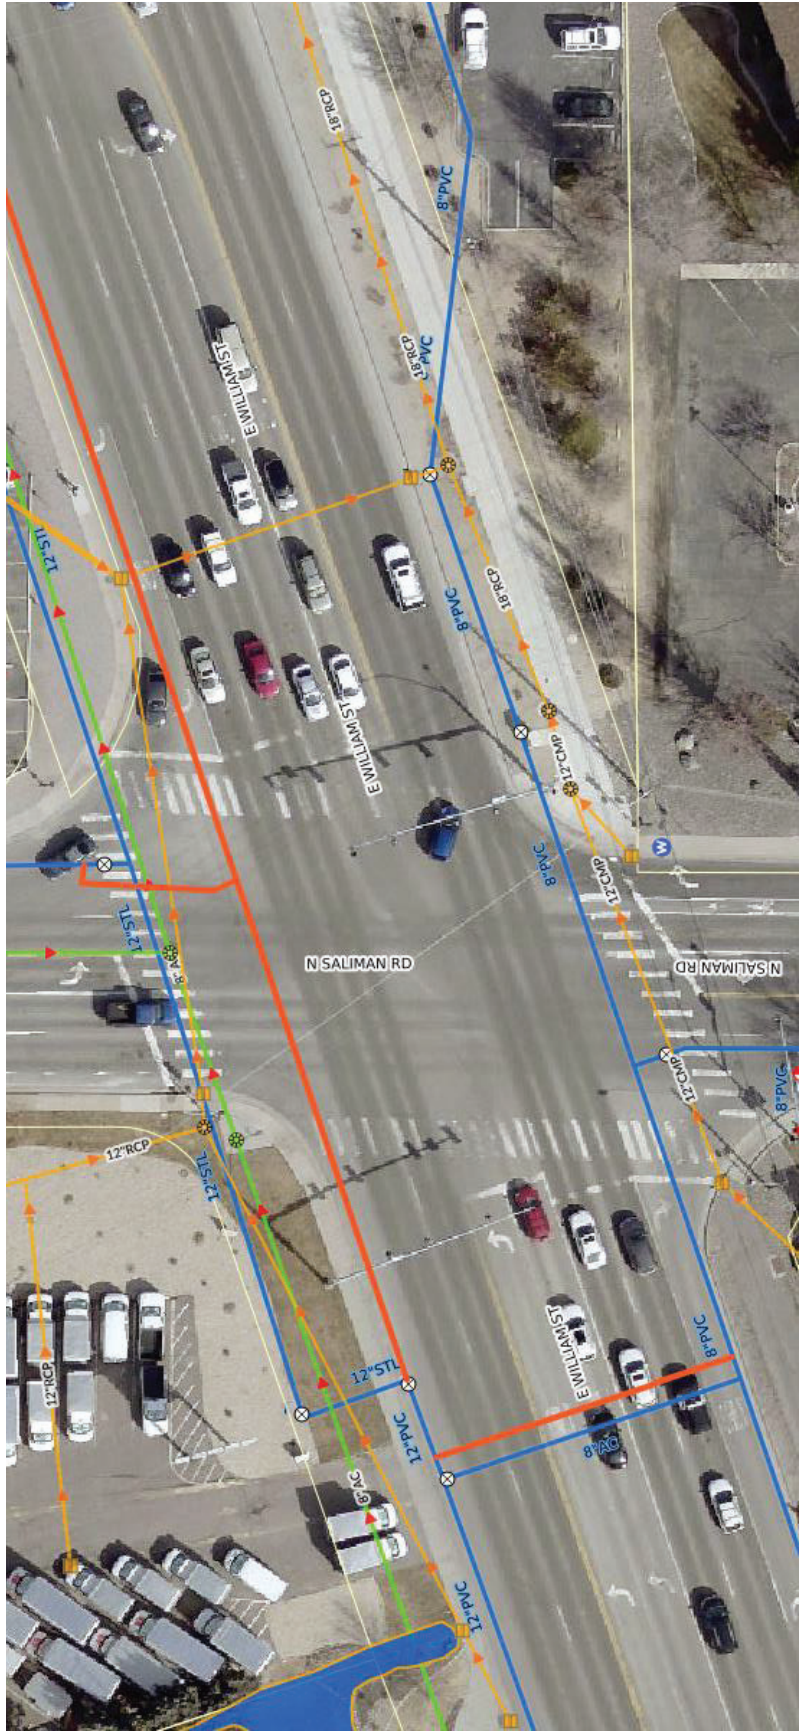 18"RCP
8"PVC
E WILLIAM ST
18"RCP
PVC
12"STL
18"RCP
8"PVC
E WILLIAM ST
12"CMP
8"PVC
12"CMP
W
12"STL
N SALIMAN RD
N SALIMAN RD
8" A
12"CMP
8"PVC
12"RCP
12"STL
E WILLIAM ST
8"PVC
12"STL
12"RCP
12"PVC
8"AC
8" AC
12"PVC